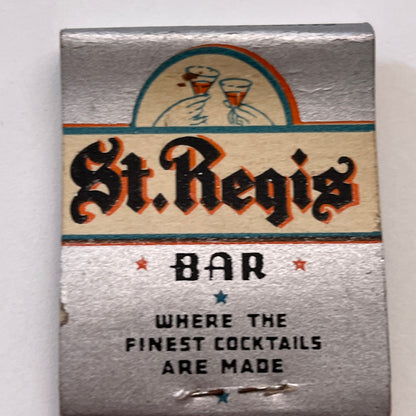 St. Regis
BAR
WHERE THE
FINEST COCKTAILS
ARE MADE